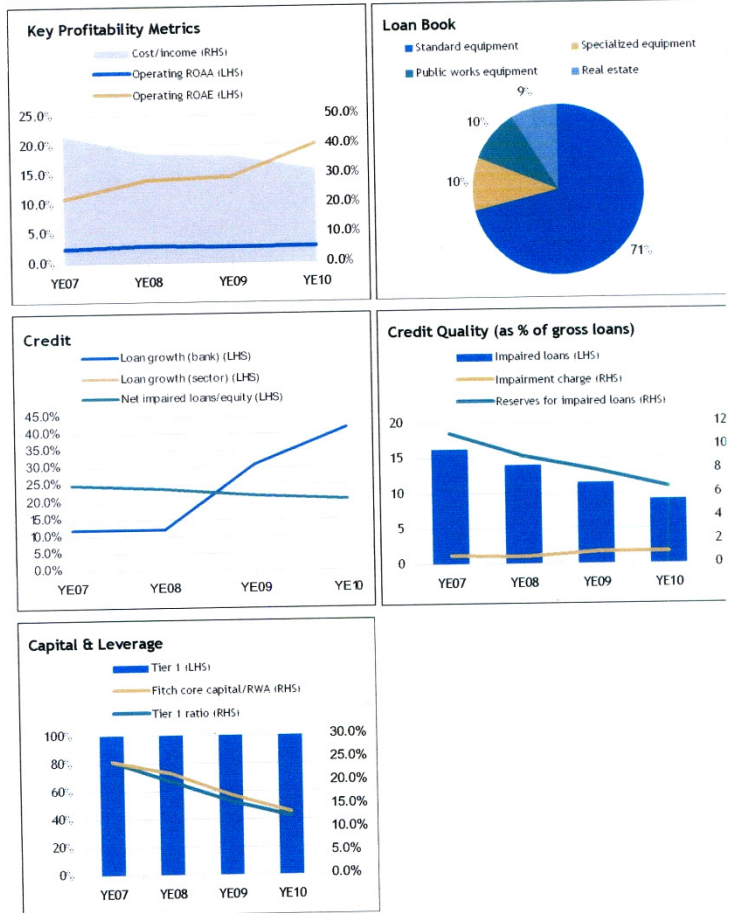 Key Profitability Metrics
Cost/income (RHS)
Operating ROAA (LHS)
Operating ROAE (LHS)
25.0%
20.0%
15.0%
10.0%
5.0%
0.0%
50.0%
40.0%
30.0%
20.0%
10.0%
0.0%
YE07 YE08 YE09 YE10
Loan Book
Standard equipment Specialized equipment
Public works equipment Real estate
9%
10%
10%
71%
Credit
Loan growth (bank) (LHS)
Loan growth (sector) (LHS)
Net impaired loans/equity (LHS)
45.0%
40.0%
35.0%
30.0%
25.0%
20.0%
15.0%
10.0%
5.0%
0.0%
YE07 YE08 YE09 YE10
Credit Quality (as % of gross loans)
Impaired loans (LHS)
Impairment charge (RHS)
Reserves for impaired loans (RHS)
20
15
10
5
0
12
10
8
6
4
2
0
YE07 YE08 YE09 YE10
Capital & Leverage
Tier 1 (LHS)
Fitch core capital/RWA (RHS)
Tier 1 ratio (RHS)
100%
80%
60%
40%
20%
0%
30.0%
25.0%
20.0%
15.0%
10.0%
5.0%
0.0%
YE07 YE08 YE09 YE10